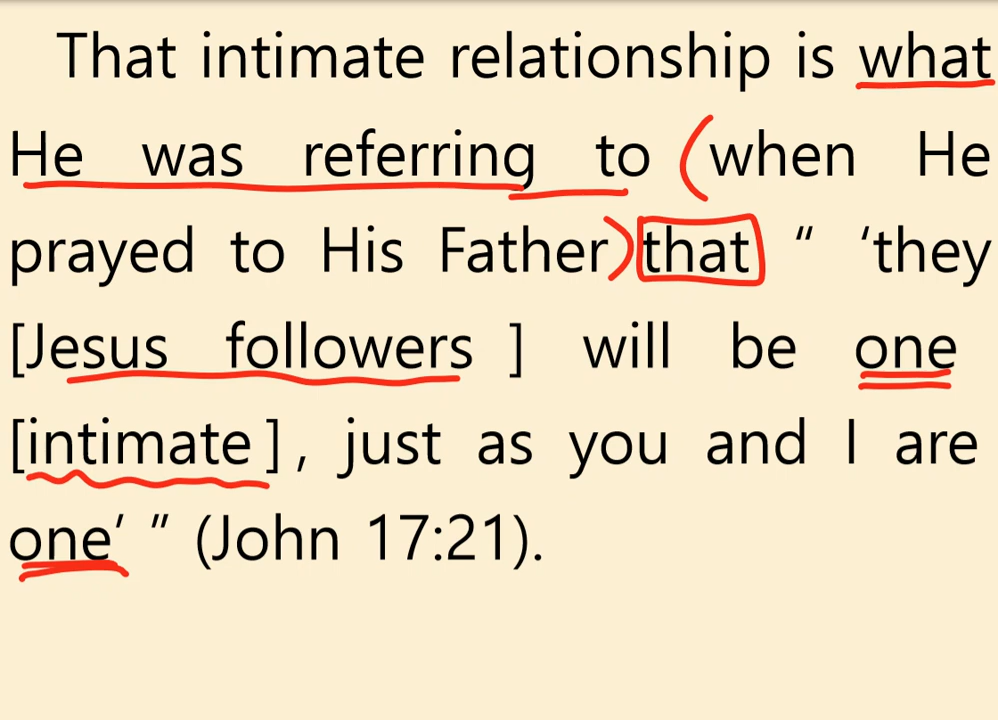 That intimate relationship is what
He was referring to (when He
prayed to His Father) that “ ‘they
[Jesus followers ] will be one
[intimate], just as you and I are
one’ ” (John 17:21).